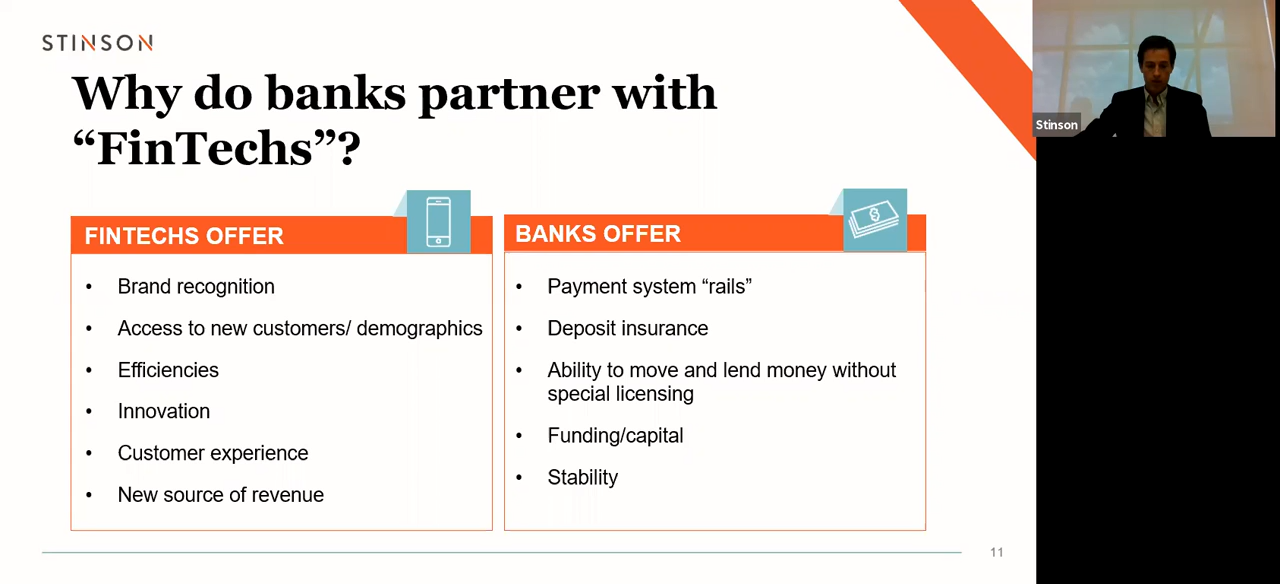 STINSON
Why do banks partner with
“FinTechs”?
FINTECHS OFFER
• Brand recognition
• Access to new customers/ demographics
• Efficiencies
• Innovation
• Customer experience
• New source of revenue
BANKS OFFER
• Payment system “rails”
• Deposit insurance
• Ability to move and lend money without
special licensing
• Funding/capital
• Stability
11
Stinson